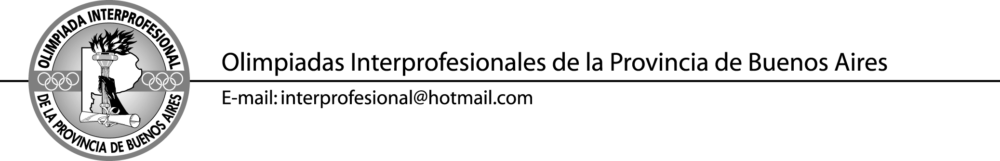 OLIMPIADA INTERPROFESIONAL
DE LA PROVINCIA DE BUENOS AIRES
Olimpiadas Interprofesionales de la Provincia de Buenos Aires
E-mail: interprofesional@hotmail.com